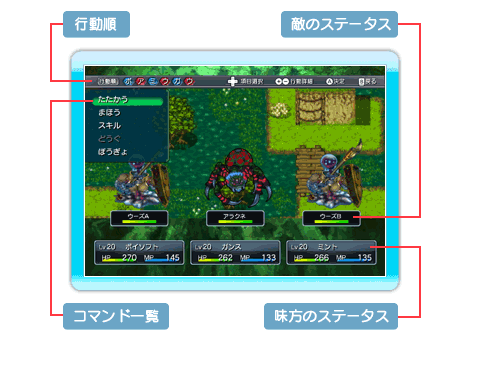 行動順
敵のステータス
行動順 ボ ア ミ ウ ガ ウ 項目選択 行動詳細 A決定 B戻る
たたかう
まほう
スキル
どうぐ
ぼうぎょ
ウーズA
アラクネ
ウーズB
Lv20 ポイソフト
HP 270 MP 145
Lv20 ガンス
HP 262 MP 133
Lv20 ミント
HP 266 MP 135
コマンド一覧
味方のステータス